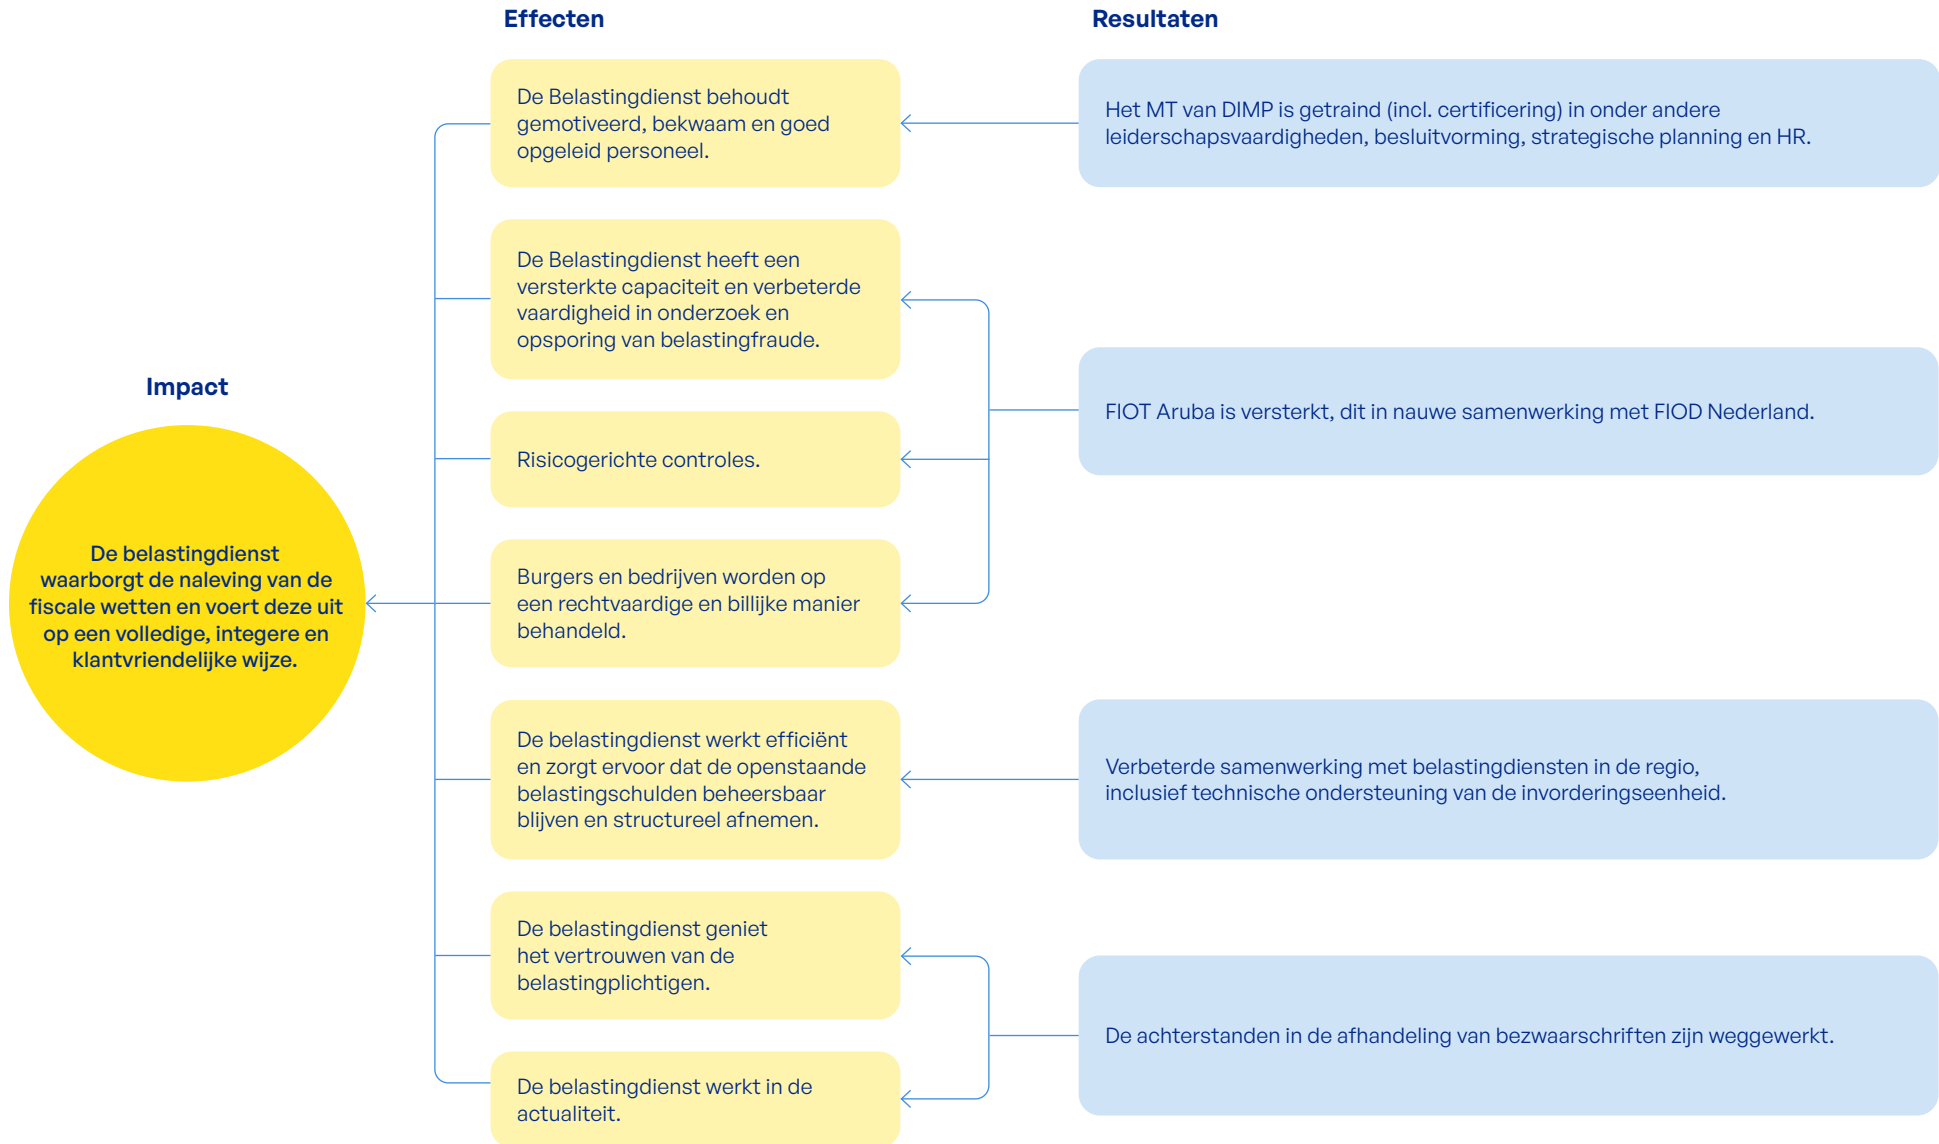 Effecten
Resultaten
De Belastingdienst behoudt
gemotiveerd, bekwaam en goed
opgeleid personeel.
Het MT van DIMP is getraind (incl. certificering) in onder andere
leiderschapsvaardigheden, besluitvorming, strategische planning en HR.
De Belastingdienst heeft een
versterkte capaciteit en verbeterde
vaardigheid in onderzoek en
opsporing van belastingfraude.
Impact
FIOT Aruba is versterkt, dit in nauwe samenwerking met FIOD Nederland.
Risicogerichte controles.
De belastingdienst
waarborgt de naleving van de
fiscale wetten en voert deze uit
op een volledige, integere en
klantvriendelijke wijze.
Burgers en bedrijven worden op
een rechtvaardige en billijke manier
behandeld.
De belastingdienst werkt efficiënt
en zorgt ervoor dat de openstaande
belastingschulden beheersbaar
blijven en structureel afnemen.
Verbeterde samenwerking met belastingdiensten in de regio,
inclusief technische ondersteuning van de invorderingseenheid.
De belastingdienst geniet
het vertrouwen van de
belastingplichtigen.
De achterstanden in de afhandeling van bezwaarschriften zijn weggewerkt.
De belastingdienst werkt in de
actualiteit.